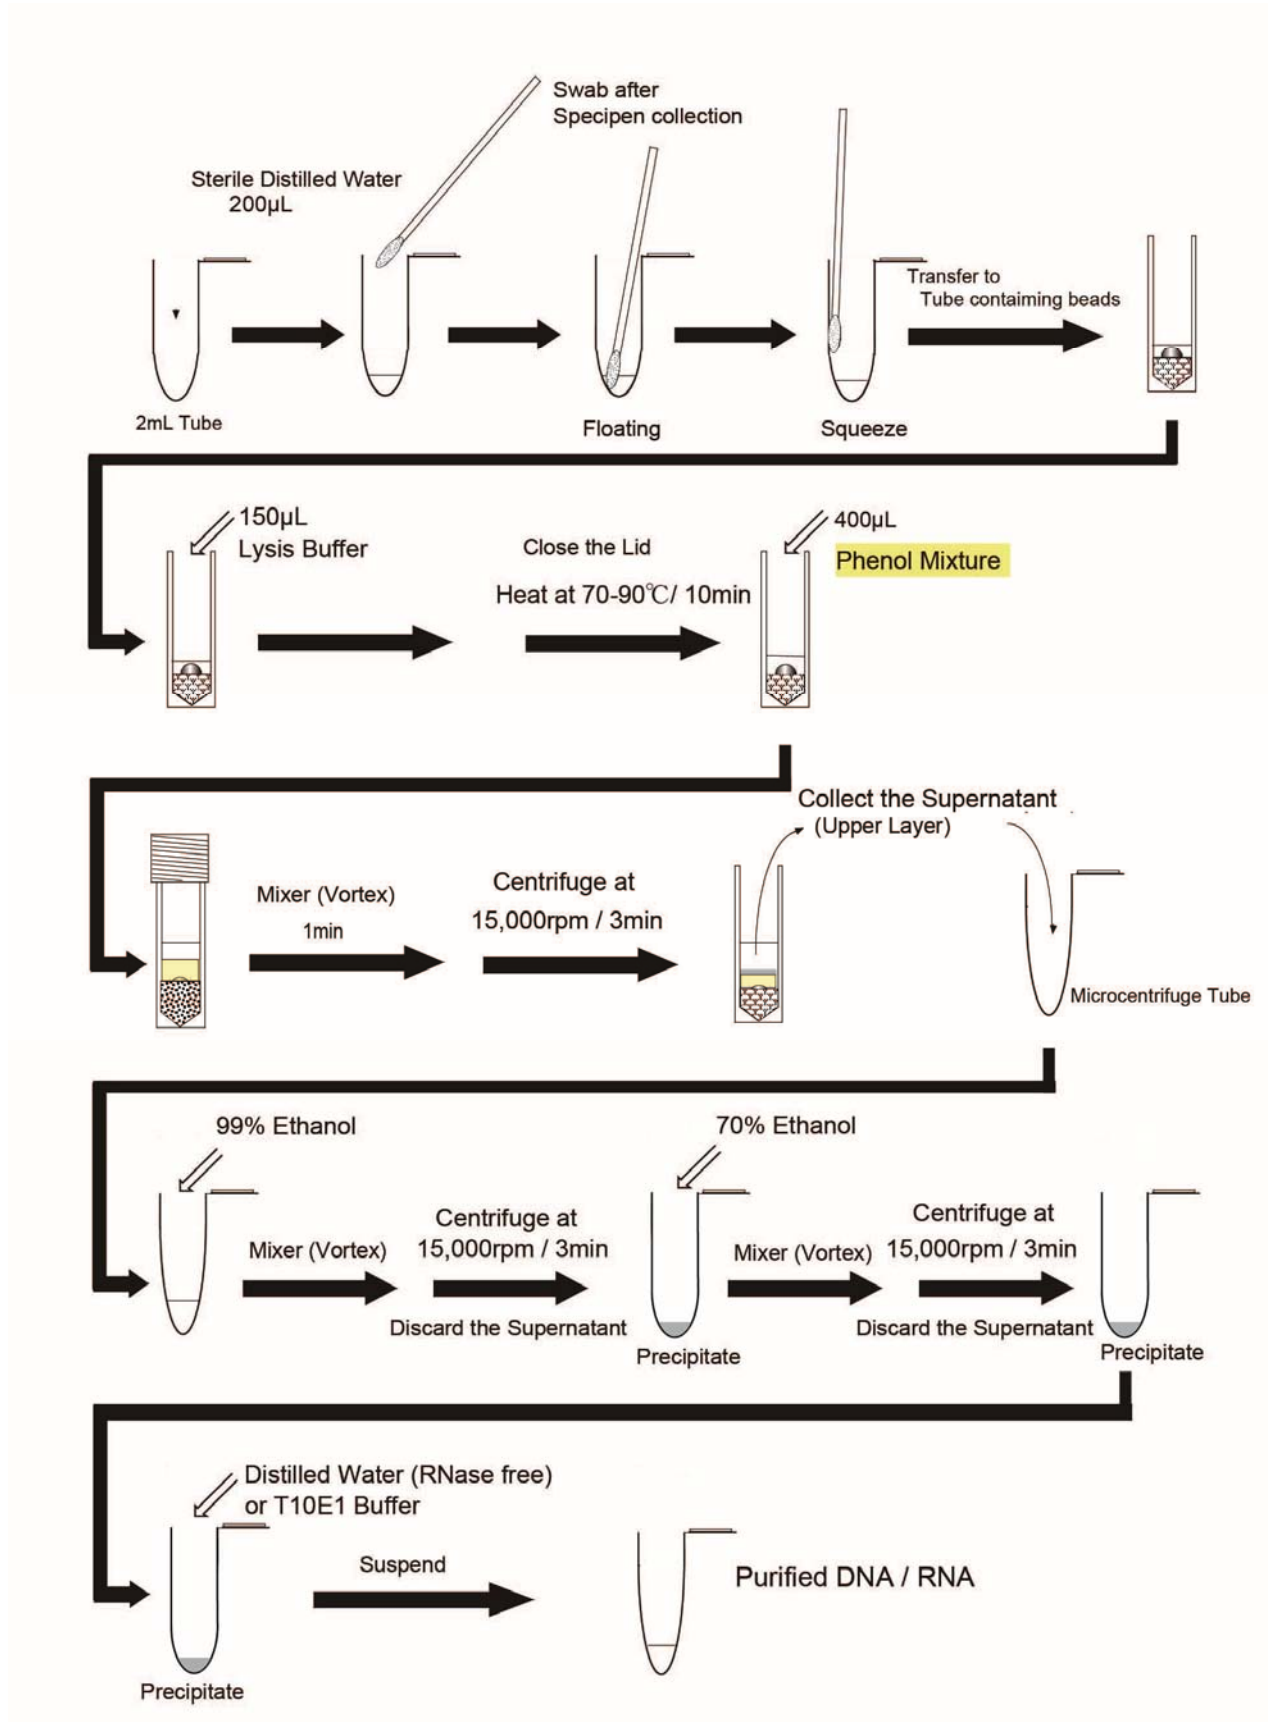 Swab after
Specipen collection
Sterile Distilled Water
200µL
2mL Tube
Floating
Squeeze
Transfer to
Tube containing beads
150µL
Lysis Buffer
Close the Lid
Heat at 70-90℃/ 10min
400µL
Phenol Mixture
Mixer (Vortex)
1min
Centrifuge at
15,000rpm / 3min
Collect the Supernatant
(Upper Layer)
Microcentrifuge Tube
99% Ethanol
Mixer (Vortex)
Centrifuge at
15,000rpm / 3min
Discard the Supernatant
70% Ethanol
Precipitate
Mixer (Vortex)
Centrifuge at
15,000rpm / 3min
Discard the Supernatant
Precipitate
Distilled Water (RNase free)
or T10E1 Buffer
Precipitate
Suspend
Purified DNA / RNA